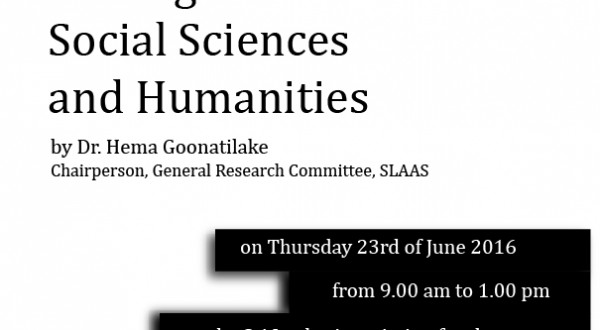 Social Sciences
and Humanities
by Dr. Hema Goonatilake
Chairperson, General Research Committee, SLAAS
on Thursday 23rd of June 2016
from 9.00 am to 1.00 pm